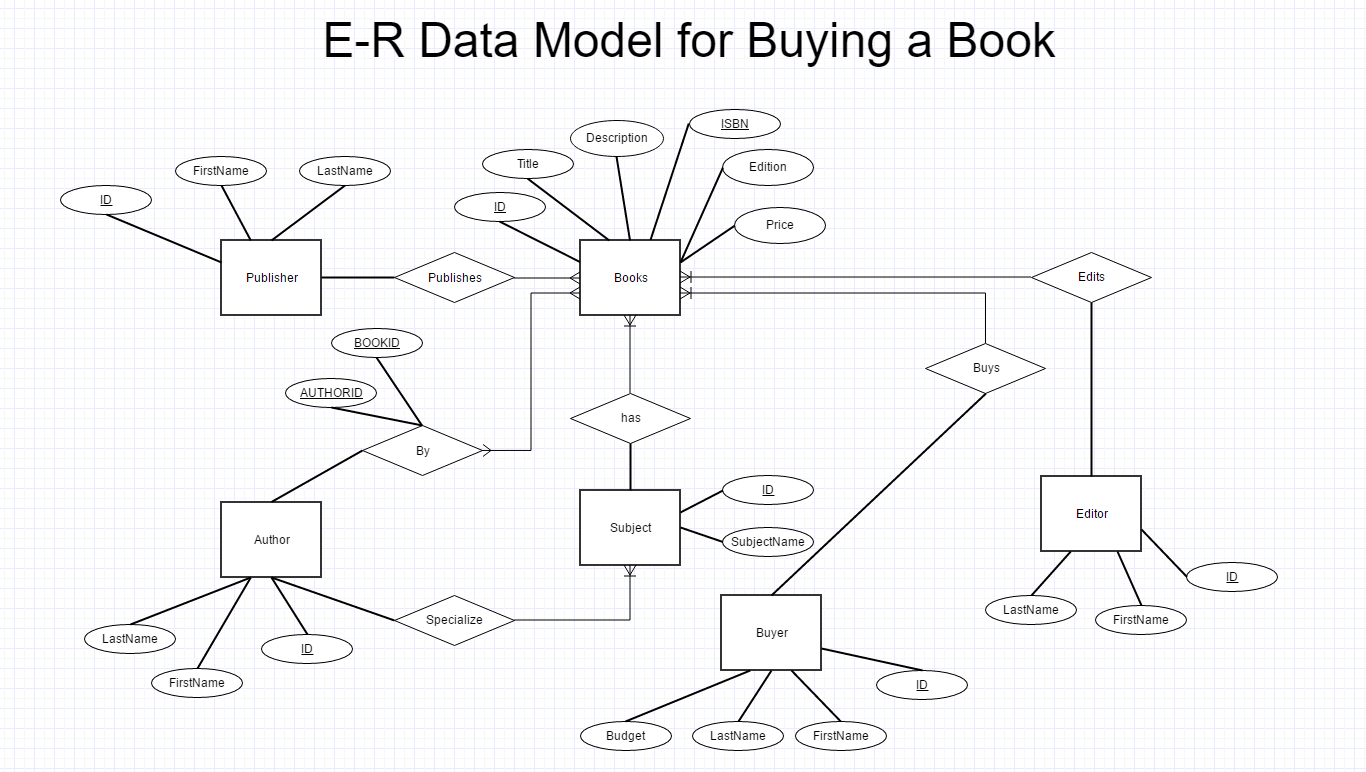 E-R Data Model for Buying a Book
ISBN
Description
Title
Edition
FirstName
LastName
ID
ID
Price
Publisher
Publishes
Books
Edits
BOOKID
Buys
AUTHORID
has
By
ID
Subject
Editor
Author
SubjectName
ID
LastName
FirstName
Specialize
Buyer
LastName
ID
FirstName
ID
Budget
LastName
FirstName